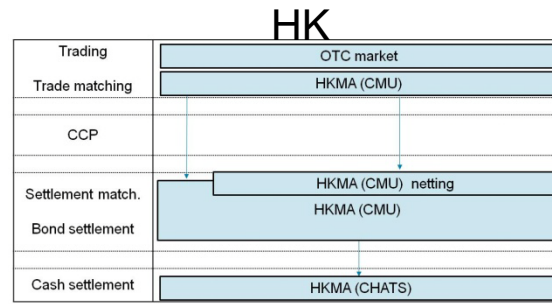 HK
Trading
OTC market
Trade matching
HKMA (CMU)
CCP
Settlement match.
HKMA (CMU) netting
HKMA (CMU)
Bond settlement
Cash settlement
HKMA (CHATS)